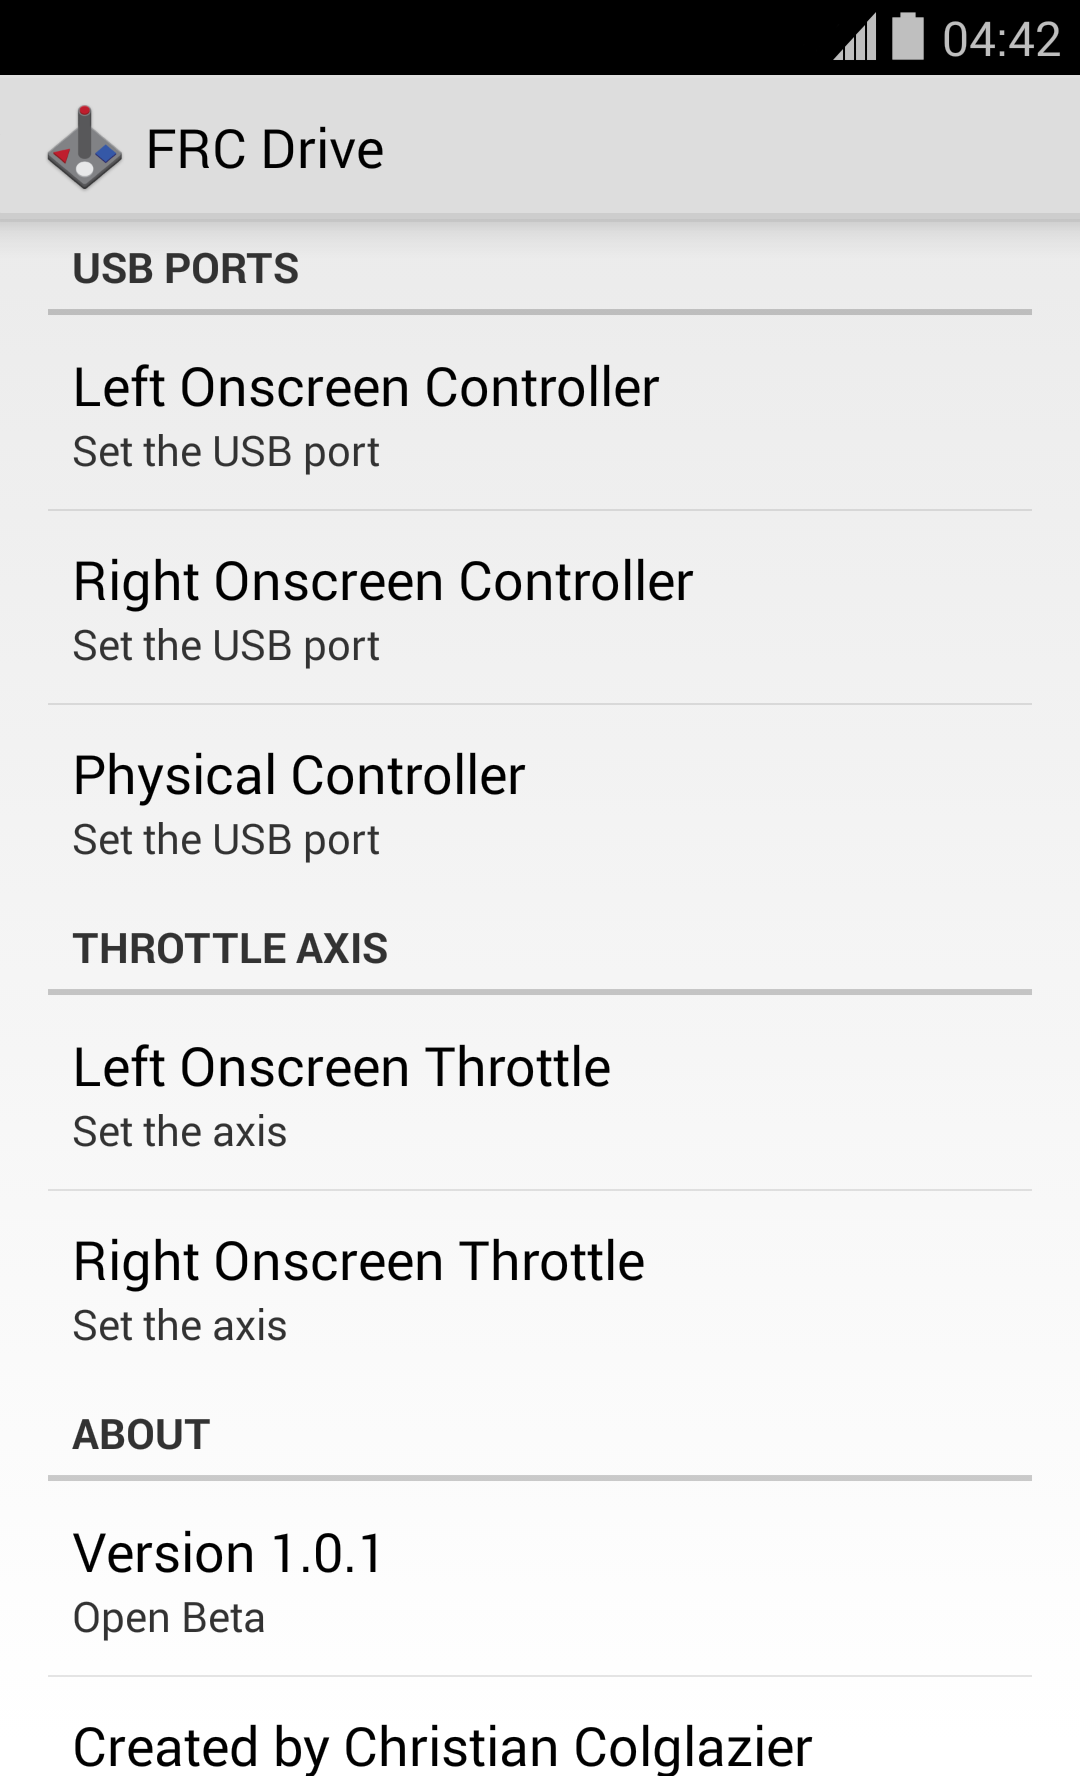 04:42
FRC Drive
USB PORTS
Left Onscreen Controller
Set the USB port
Right Onscreen Controller
Set the USB port
Physical Controller
Set the USB port
THROTTLE AXIS
Left Onscreen Throttle
Set the axis
Right Onscreen Throttle
Set the axis
ABOUT
Version 1.0.1
Open Beta
Created by Christian Colglazier